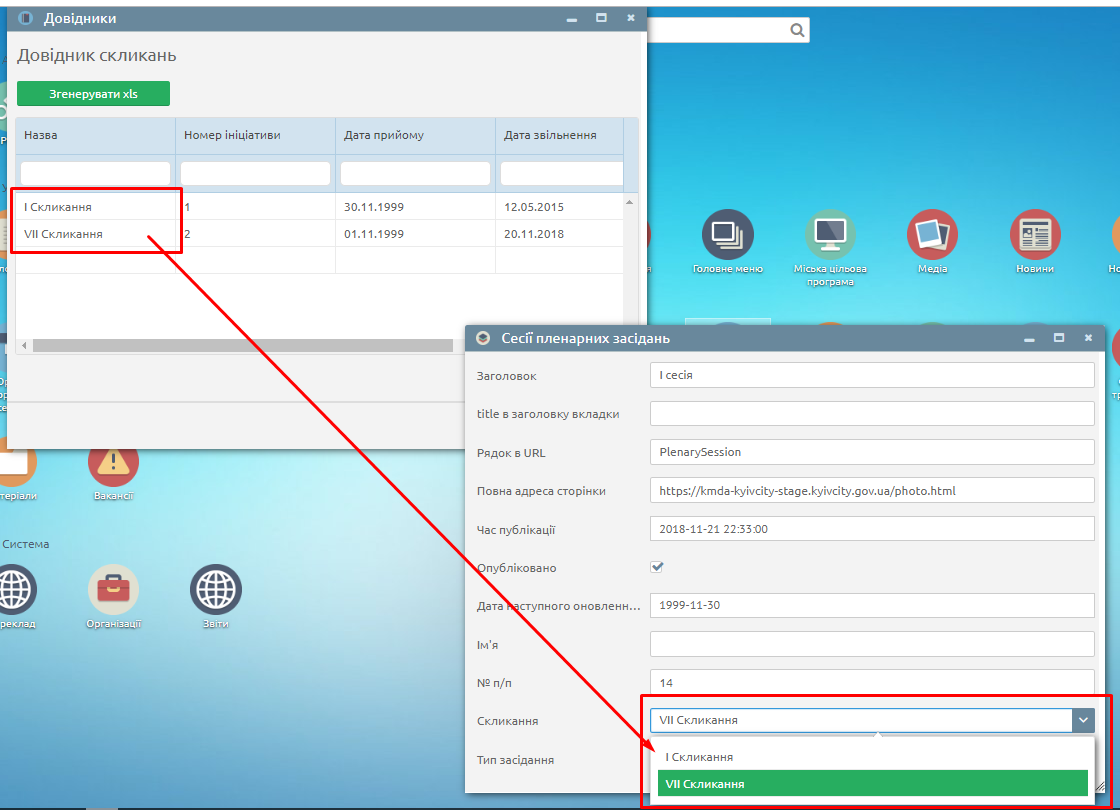 Довідники
Довідник скликань
Згенерувати xls
Назва Номер ініціативи Дата прийому Дата звільнення
I Скликання 1 30.11.1999 12.05.2015
VII Скликання 2 01.11.1999 20.11.2018
Головне меню
Міська цільова
програма
Медіа
Новини
Вакансії
Система
Організації
Звіти
Сесії пленарних засідань
Заголовок I сесія
title в заголовку вкладки
Рядок в URL PlenarySession
Повна адреса сторінки https://kmda-kyivcity-stage.kyivcity.gov.ua/photo.html
Час публікації 2018-11-21 22:33:00
Опубліковано
Дата наступного оновленн... 1999-11-30
Ім'я
№ п/п 14
Скликання VII Скликання
Тип засідання
I Скликання
VII Скликання